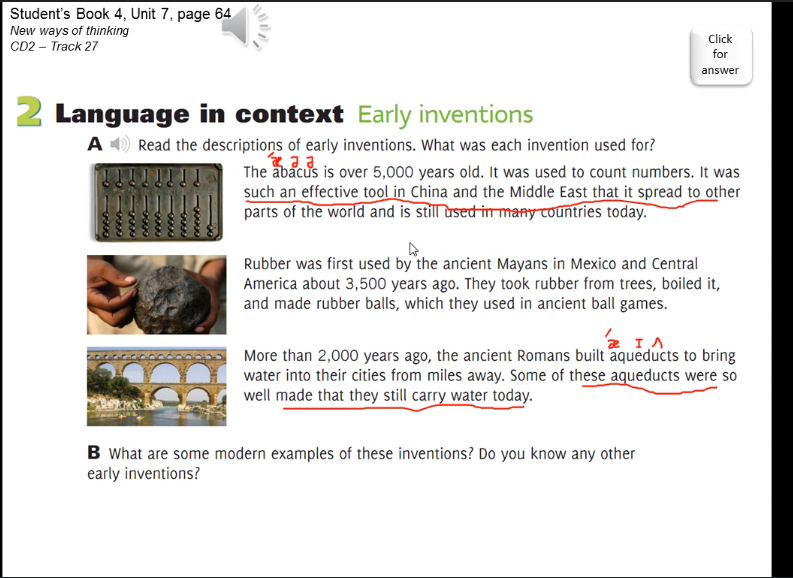 Student's Book 4, Unit 7, page 64
New ways of thinking
CD2 – Track 27
Click
for
answer
2 Language in context Early inventions
A Read the descriptions of early inventions. What was each invention used for?
ˊæ ə ə
The abacus is over 5,000 years old. It was used to count numbers. It was
such an effective tool in China and the Middle East that it spread to other
parts of the world and is still used in many countries today.
Rubber was first used by the ancient Mayans in Mexico and Central
America about 3,500 years ago. They took rubber from trees, boiled it,
and made rubber balls, which they used in ancient ball games.
ˊæ ɪ ʌ
More than 2,000 years ago, the ancient Romans built aqueducts to bring
water into their cities from miles away. Some of these aqueducts were so
well made that they still carry water today.
B What are some modern examples of these inventions? Do you know any other
early inventions?